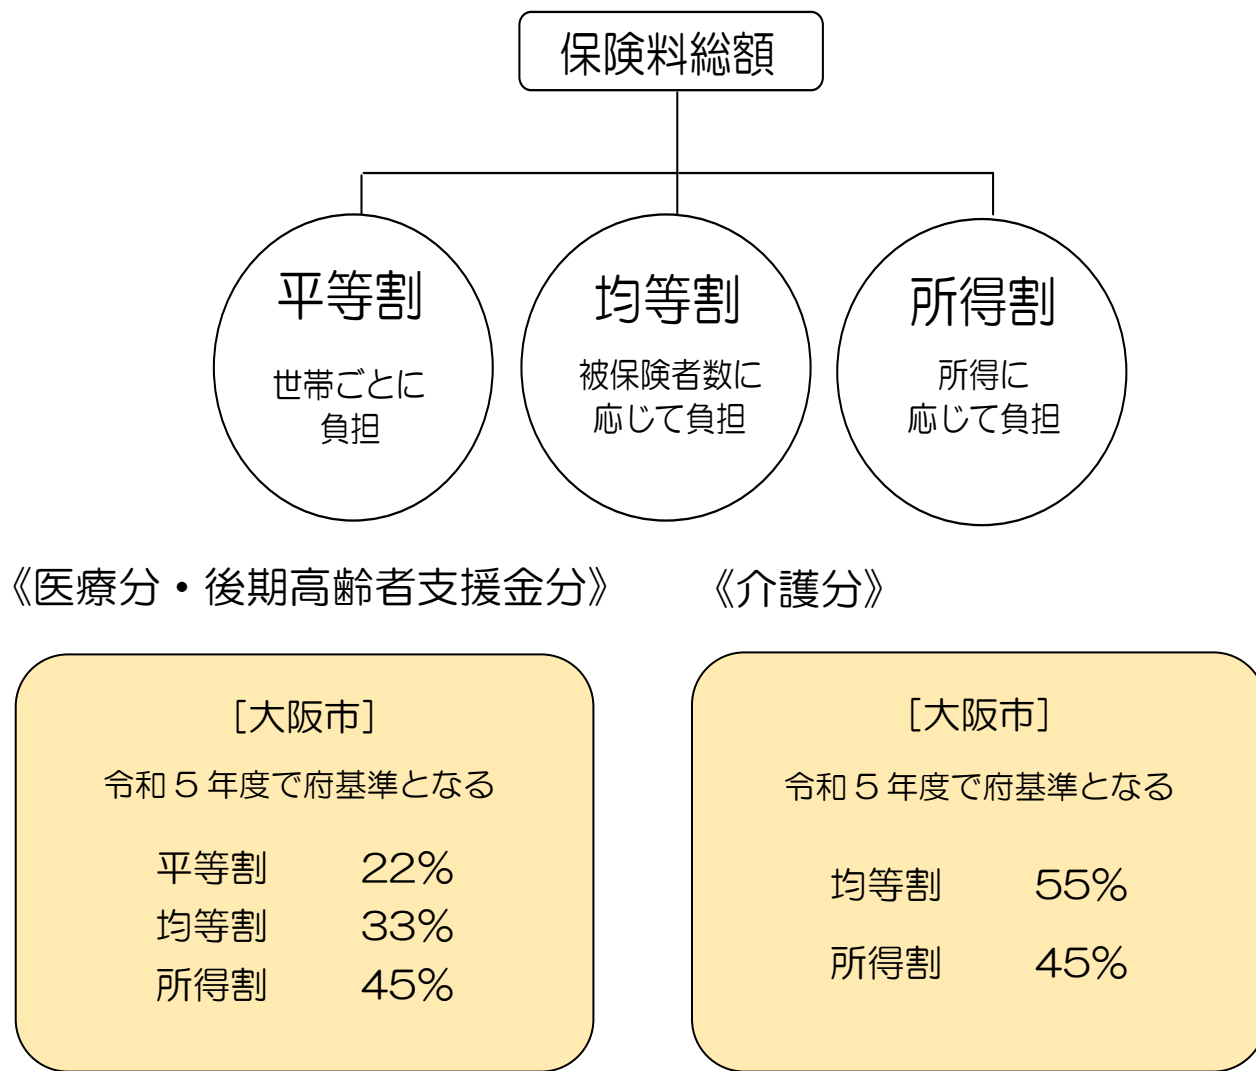 保険料総額
平等割
世帯ごとに
負担
均等割
被保険者数に
応じて負担
所得割
所得に
応じて負担
《医療分・後期高齢者支援金分》
[大阪市]
令和5年度で府基準となる
平等割 22%
均等割 33%
所得割 45%
《介護分》
[大阪市]
令和5年度で府基準となる
均等割 55%
所得割 45%